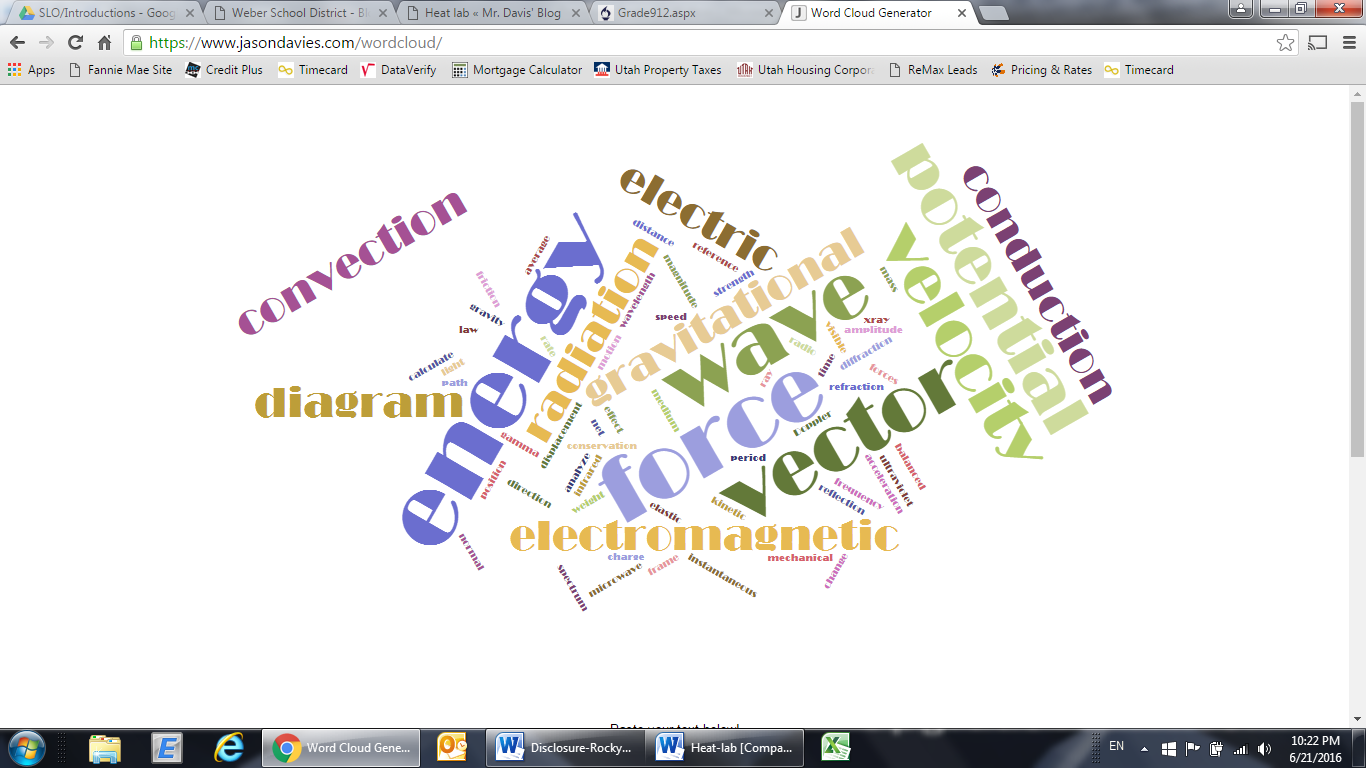 SLO/Introductions - Goog
Weber School District - Bl
Heat lab « Mr. Davis' Blog
Grade912.aspx
Word Cloud Generator
https://www.jasondavies.com/wordcloud/
Apps
Fannie Mae Site
Credit Plus
Timecard
DataVerify
Mortgage Calculator
Utah Property Taxes
Utah Housing Corpora
ReMax Leads
Pricing & Rates
Timecard
convection
electric
potential
conduction
velocity
energy
radiation
gravitational
wave
force
vector
diagram
electromagnetic
average
distance
reference
strength
magnitude
wavelength
speed
friction
gravity
law
rate
motion
calculate
light
path
mass
xray
amplitude
visible
radio
diffraction
time
ray
forces
refraction
medium
effect
displacement
net
Doppler
conservation
gamma
position
direction
analyze
infrared
weight
period
elastic
kinetic
reflection
frequency
acceleration
ultraviolet
balanced
normal
spectrum
charge
microwave
frame
instantaneous
mechanical
change
Word Cloud Gene...
Disclosure-Rocky...
Heat-lab [Compa...
EN
10:22 PM
6/21/2016